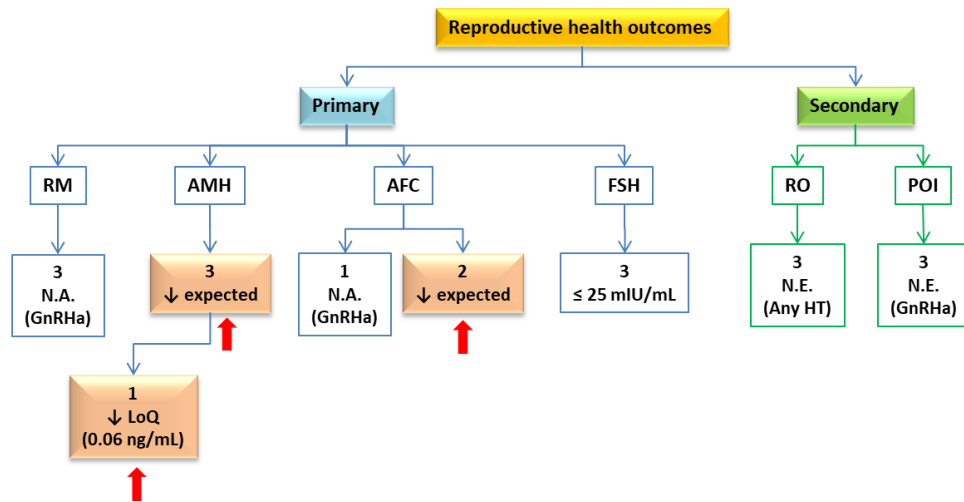 Reproductive health outcomes
Primary
Secondary
RM
AMH
AFC
FSH
RO
POI
3
N.A.
(GnRHa)
3
↓ expected
1
N.A.
(GnRHa)
2
↓ expected
3
≤ 25 mIU/mL
3
N.E.
(Any HT)
3
N.E.
(GnRHa)
1
↓ LoQ
(0.06 ng/mL)